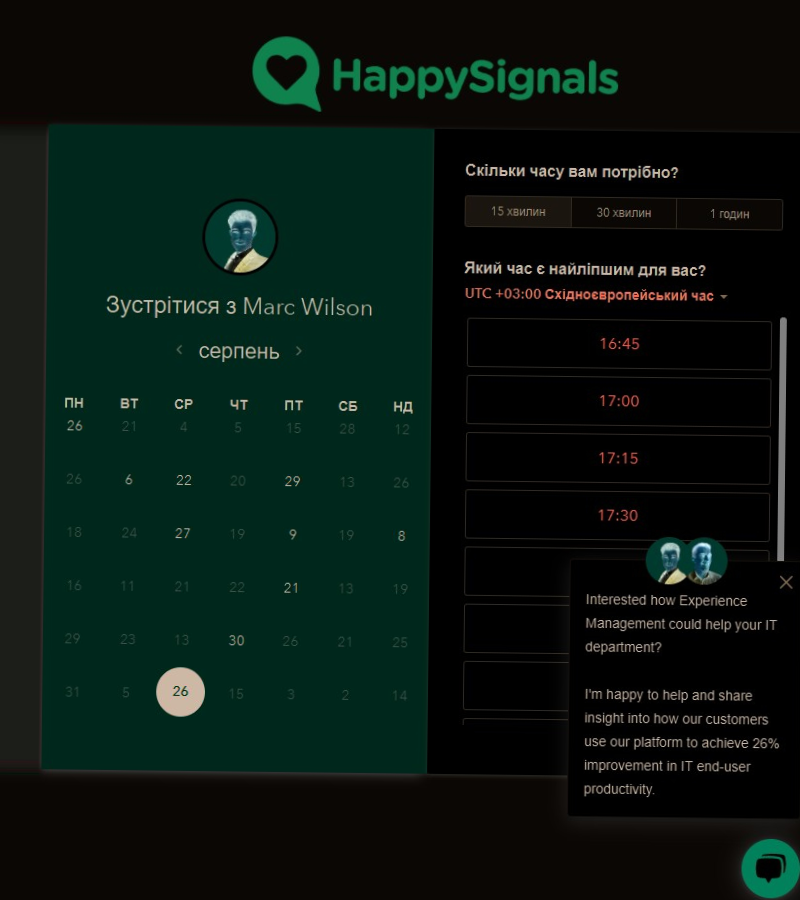 HappySignals
Зустрітися з Marc Wilson
серпень
ПН ВТ СР ЧТ ПТ СБ НД
26 21 4 5 15 28 12
26 6 22 20 29 13 26
18 24 27 19 9 19 8
16 11 21 22 21 13 19
29 23 13 30 26 21 25
31 5 26 15 3 2 14
Скільки часу вам потрібно?
15 хвилин 30 хвилин 1 годин
Який час є найліпшим для вас?
UTC +03:00 Східноєвропейський час
16:45
17:00
17:15
17:30
Interested how Experience
Management could help your IT
department?
I'm happy to help and share
insight into how our customers
use our platform to achieve 26%
improvement in IT end-user
productivity.